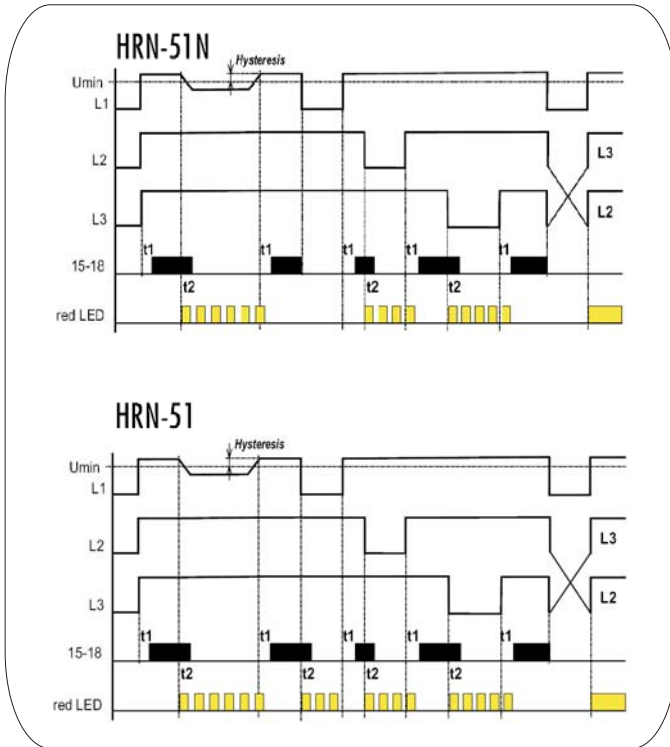 HRN-51N
Hysteresis
Umin
L1
L2
L3
L3
L2
t1 t1 t1 t1 t1
15-18
t2 t2 t2
red LED
HRN-51
Hysteresis
Umin
L1
L2
L3
L3
L2
t1 t1 t1 t1 t1
15-18
t2 t2 t2 t2
red LED